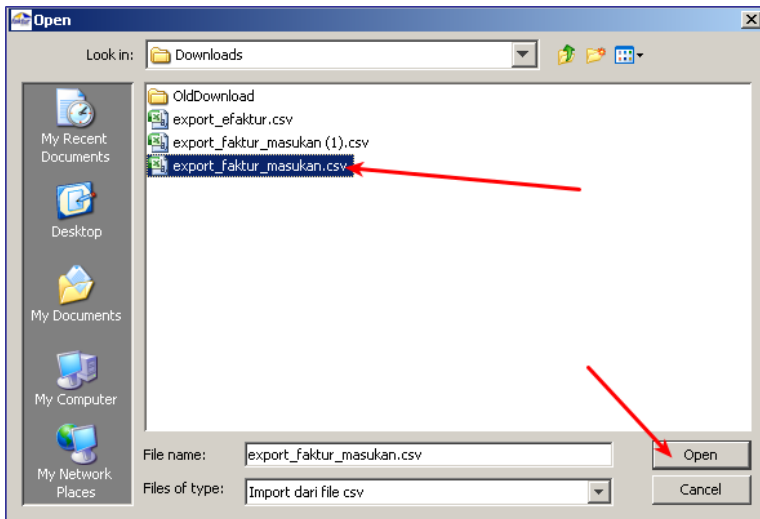 Open
Look in:
Downloads
My Recent
Documents
Desktop
My Documents
My Computer
My Network
Places
OldDownload
export_efaktur.csv
export_faktur_masukan (1).csv
export_faktur_masukan.csv
File name:
export_faktur_masukan.csv
Open
Files of type:
Import dari file csv
Cancel